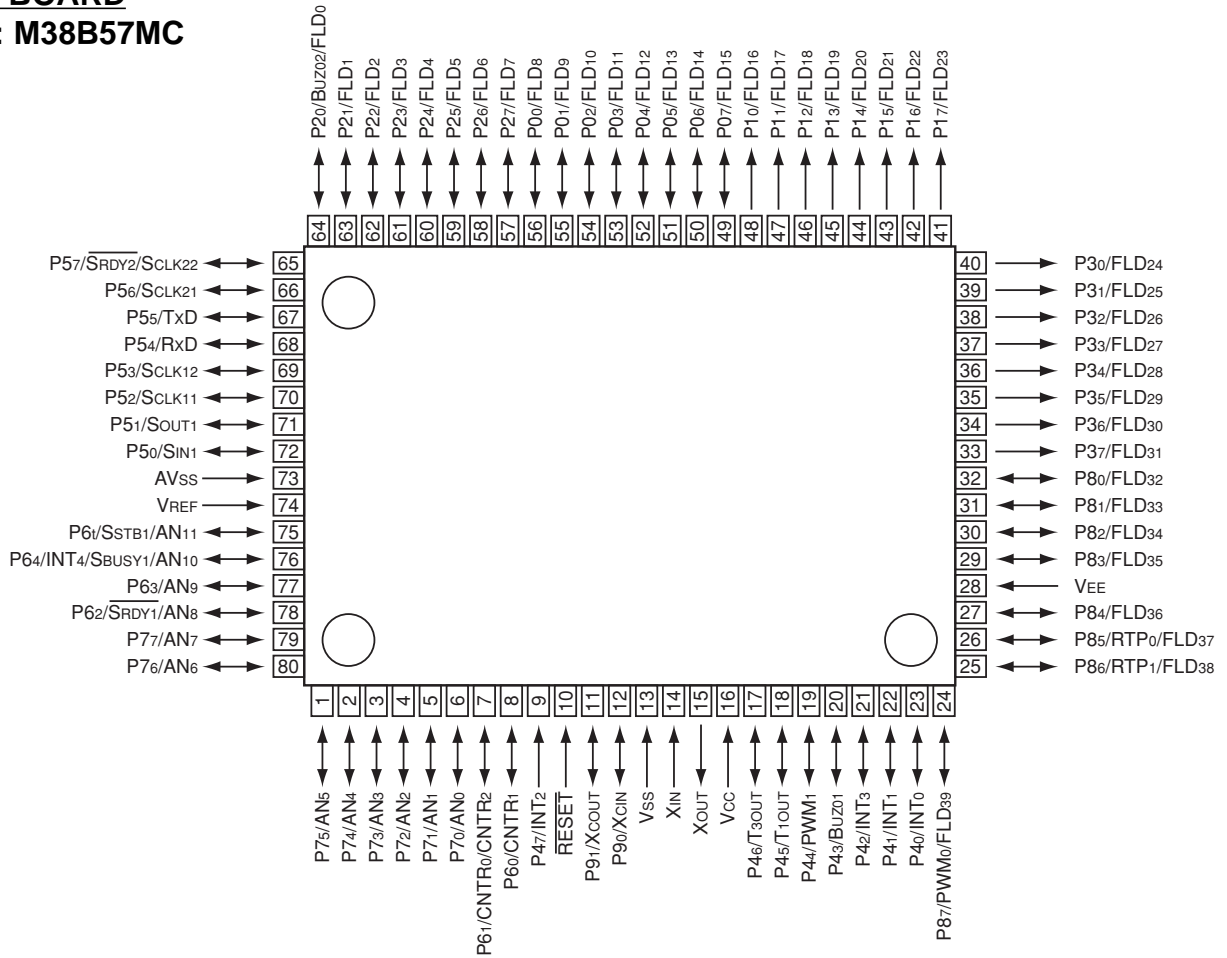 BOARD
: M38B57MC
P20/BUZ02/FLD0
P21/FLD1
P22/FLD2
P23/FLD3
P24/FLD4
P25/FLD5
P26/FLD6
P27/FLD7
P00/FLD8
P01/FLD9
P02/FLD10
P03/FLD11
P04/FLD12
P05/FLD13
P06/FLD14
P07/FLD15
P10/FLD16
P11/FLD17
P12/FLD18
P13/FLD19
P14/FLD20
P15/FLD21
P16/FLD22
P17/FLD23
64 63 62 61 60 59 58 57 56 55 54 53 52 51 50 49 48 47 46 45 44 43 42 41
P57/SRDY2/SCLK22 65
P56/SCLK21 66
P55/TxD 67
P54/RxD 68
P53/SCLK12 69
P52/SCLK11 70
P51/SOUT1 71
P50/SIN1 72
AVSS 73
VREF 74
P6t/SSTB1/AN11 75
P64/INT4/SBUSY1/AN10 76
P63/AN9 77
P62/SRDY1/AN8 78
P77/AN7 79
P76/AN6 80
40 P30/FLD24
39 P31/FLD25
38 P32/FLD26
37 P33/FLD27
36 P34/FLD28
35 P35/FLD29
34 P36/FLD30
33 P37/FLD31
32 P80/FLD32
31 P81/FLD33
30 P82/FLD34
29 P83/FLD35
28 VEE
27 P84/FLD36
26 P85/RTP0/FLD37
25 P86/RTP1/FLD38
1 2 3 4 5 6 7 8 9 10 11 12 13 14 15 16 17 18 19 20 21 22 23 24
P75/AN5
P74/AN4
P73/AN3
P72/AN2
P71/AN1
P70/AN0
P61/CNTR0/CNTR2
P60/CNTR1
P47/INT2
RESET
P91/XCOUT
P90/XCIN
VSS
XIN
XOUT
VCC
P46/T3OUT
P45/T1OUT
P44/PWM1
P43/BUZ01
P42/INT3
P41/INT1
P40/INT0
P87/PWM0/FLD39